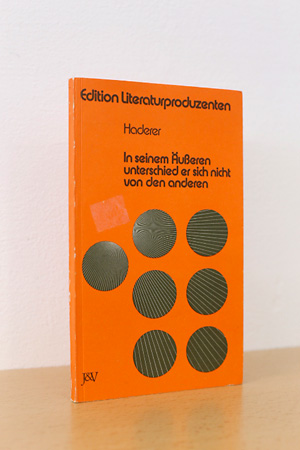 Edition Literaturproduzenten
Haderer
In seinem Äußeren
unterschied er sich nicht
von den anderen
J&V